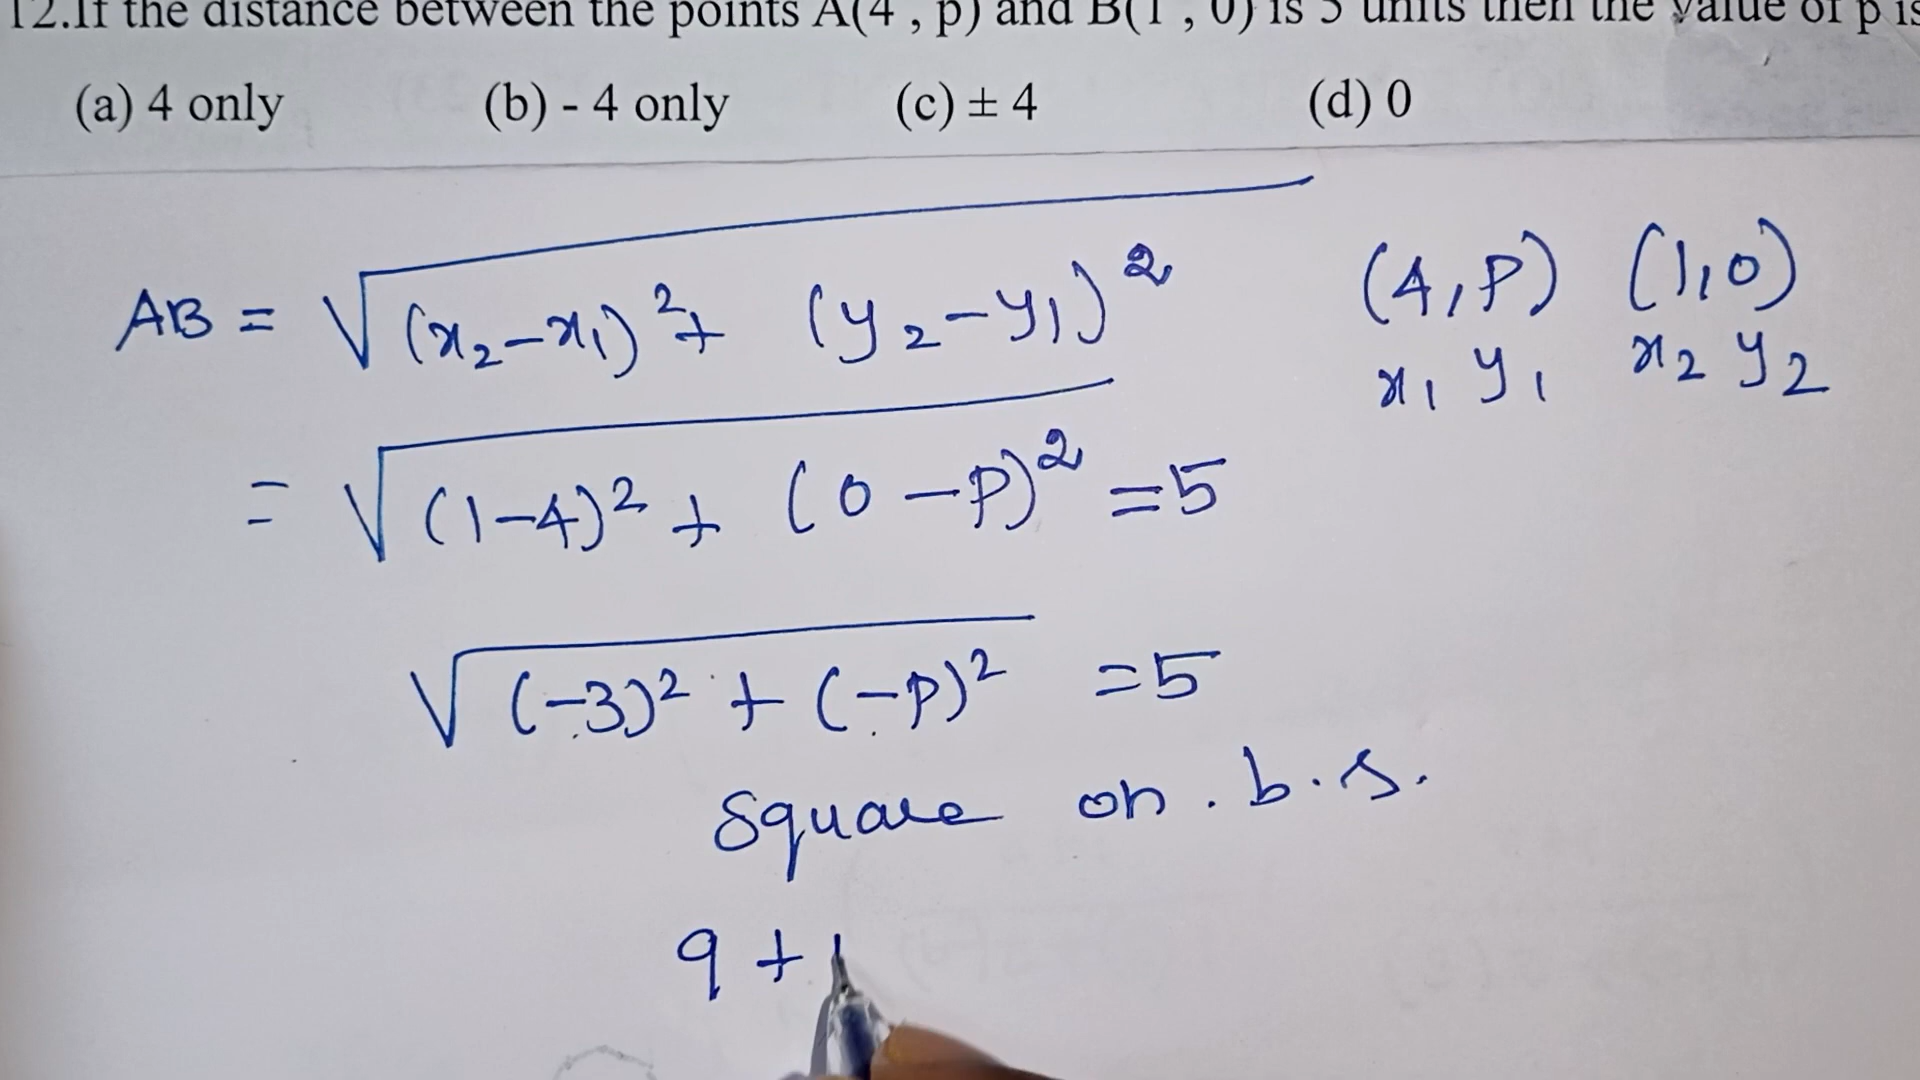 12.If the distance between the points A(4 , p) and B(1 , 0) is 5 units then the value of p is
(a) 4 only (b) - 4 only (c) ± 4 (d) 0
AB = √(x₂-x₁)² + (y₂-y₁)² (4,P) (1,0)
x₁ y₁ x₂ y₂
= √(1-4)² + (0-P)² = 5
√(-3)² + (-P)² = 5
Square on . b.s.
9 +